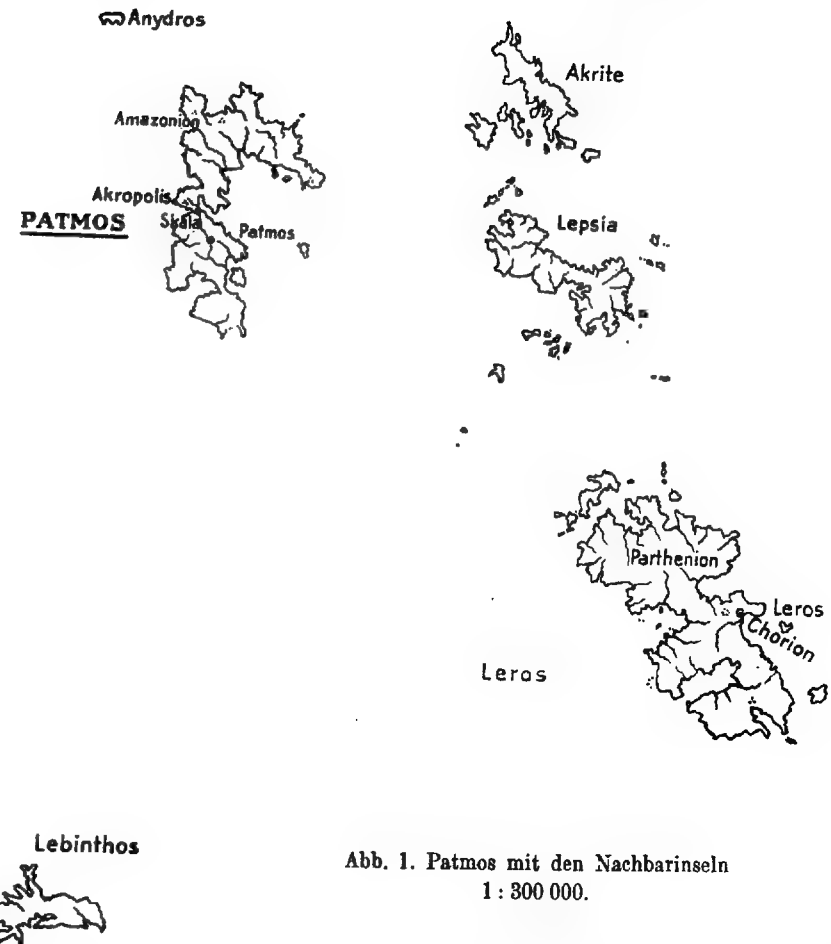 Anydros
Akrite
Amazonion
Akropolis
Skala
PATMOS
Patmos
Lepsia
Parthenion
Leros
Chorion
Leros
Lebinthos
Abb. 1. Patmos mit den Nachbarinseln
1 : 300 000.